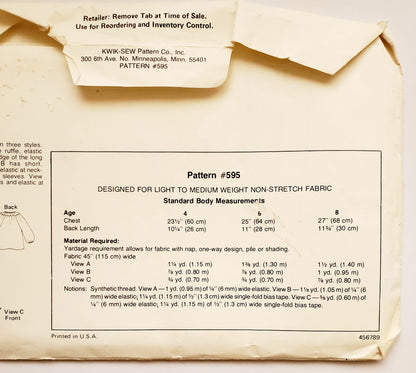 Retailer: Remove Tab at Time of Sale.
Use for Reordering and Inventory Control.
KWIK-SEW Pattern Co., Inc.
300 6th Ave. No. Minneapolis, Minn. 55401
PATTERN #595
n three styles.
ruffle, elastic
dge of the long
B has short.
elastic at neck-
sleeves. View
s and elastic at
Back
View C
Front
Pattern #595
DESIGNED FOR LIGHT TO MEDIUM WEIGHT NON-STRETCH FABRIC
Standard Body Measurements
Age 4 6 8
Chest 23½" (60 cm) 25" (64 cm) 27" (68 cm)
Back Length 10¼" (26 cm) 11" (28 cm) 11¾" (30 cm)
Material Required:
Yardage requirement allows for fabric with nap, one-way design, pile or shading.
Fabric 45" (115 cm) wide
View A 1¼ yd. (1.15 m) 1⅜ yd. (1.30 m) 1½ yd. (1.40 m)
View B ⅞ yd. (0.80 m) ⅞ yd. (0.80 m) 1 yd. (0.95 m)
View C ¾ yd. (0.70 m) ¾ yd. (0.70 m) ⅞ yd. (0.80 m)
Notions: Synthetic thread. View A—1 yd. (0.95 m) of ¼" (6 mm) wide elastic. View B—1⅛ yd. (1.05 m) of ¼" (6
mm) wide elastic, 1¼ yd. (1.15 m) of ½" (1.3 cm) wide single-fold bias tape. View C—⅝ yd. (0.60 m) of
¼" (6 mm) wide elastic, 1¼ yd. (1.15 m) of ½" (1.3 cm) wide single-fold bias tape.
Printed in U.S.A.
456789